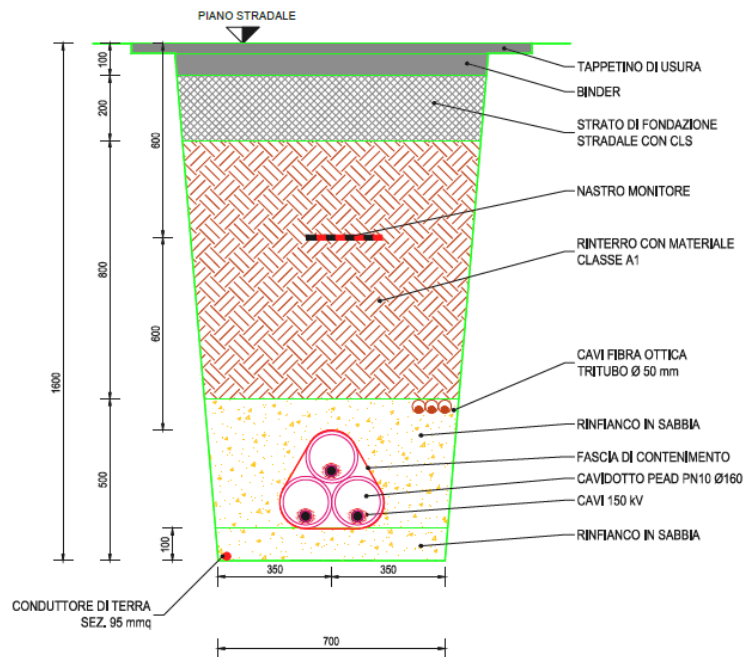 PIANO STRADALE
100
TAPPETINO DI USURA
BINDER
200
600
STRATO DI FONDAZIONE
STRADALE CON CLS
NASTRO MONITORE
RINTERRO CON MATERIALE
CLASSE A1
800
600
1600
CAVI FIBRA OTTICA
TRITUBO Ø 50 mm
RINFIANCO IN SABBIA
FASCIA DI CONTENIMENTO
500
CAVIDOTTO PEAD PN10 Ø160
CAVI 150 kV
100
RINFIANCO IN SABBIA
350
350
CONDUTTORE DI TERRA
SEZ. 95 mmq
700